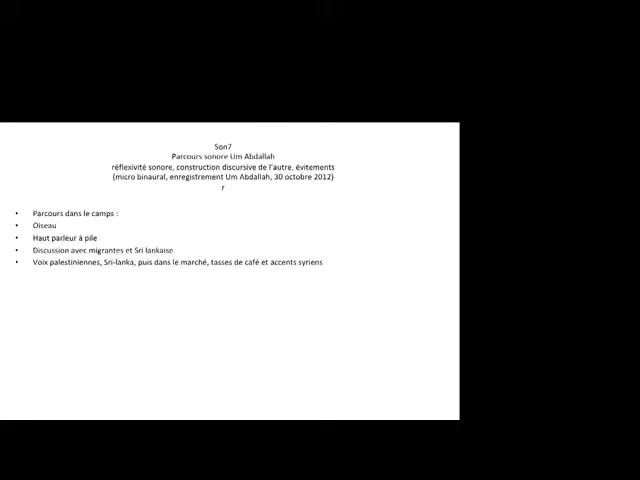 Son7
Parcours sonore Um Abdallah
réflexivité sonore, construction discursive de l'autre, évitements
(micro binaural, enregistrement Um Abdallah, 30 octobre 2012)
r
• Parcours dans le camps :
• Oiseau
• Haut parleur à pile
• Discussion avec migrantes et Sri lankaise
• Voix palestiniennes, Sri-lanka, puis dans le marché, tasses de café et accents syriens